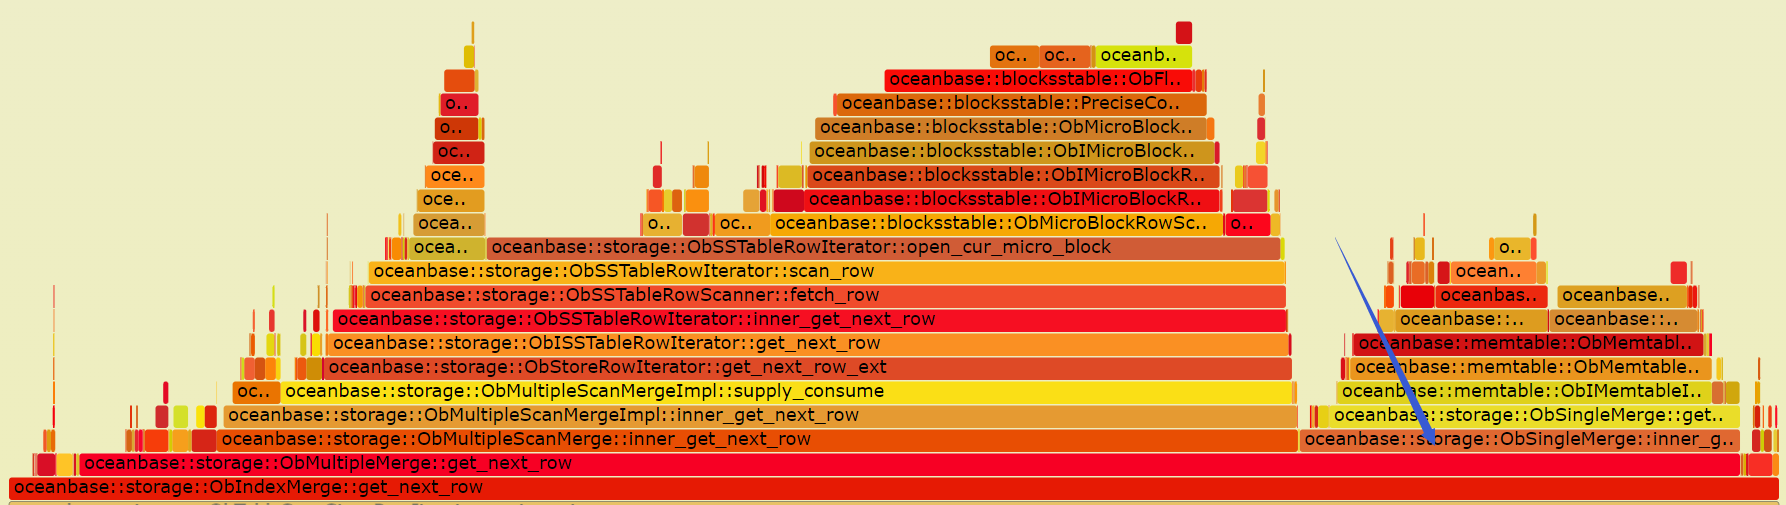 oc.. oc.. oceanb..
oceanbase::blocksstable::ObFl..
o.. oceanbase::blocksstable::PreciseCo..
o.. oceanbase::blocksstable::ObMicroBlock..
oc.. oceanbase::blocksstable::ObIMicroBlock..
oce.. oceanbase::blocksstable::ObIMicroBlockR..
oce.. oceanbase::blocksstable::ObIMicroBlockR..
ocea.. o.. oc.. oceanbase::blocksstable::ObMicroBlockRowSc.. o..
ocea.. oceanbase::storage::ObSSTableRowIterator::open_cur_micro_block o..
oceanbase::storage::ObSSTableRowIterator::scan_row ocean..
oceanbase::storage::ObSSTableRowScanner::fetch_row oceanbas.. oceanbase..
oceanbase::storage::ObSSTableRowIterator::inner_get_next_row oceanbase::.. oceanbase::..
oceanbase::storage::ObISSTableRowIterator::get_next_row oceanbase::memtable::ObMemtabl..
oceanbase::storage::ObStoreRowIterator::get_next_row_ext oceanbase::memtable::ObMemtable..
oc.. oceanbase::storage::ObMultipleScanMergeImpl::supply_consume oceanbase::memtable::ObIMemtableI..
oceanbase::storage::ObMultipleScanMergeImpl::inner_get_next_row oceanbase::storage::ObSingleMerge::get..
oceanbase::storage::ObMultipleScanMerge::inner_get_next_row oceanbase::storage::ObSingleMerge::inner_g..
oceanbase::storage::ObMultipleMerge::get_next_row
oceanbase::storage::ObIndexMerge::get_next_row